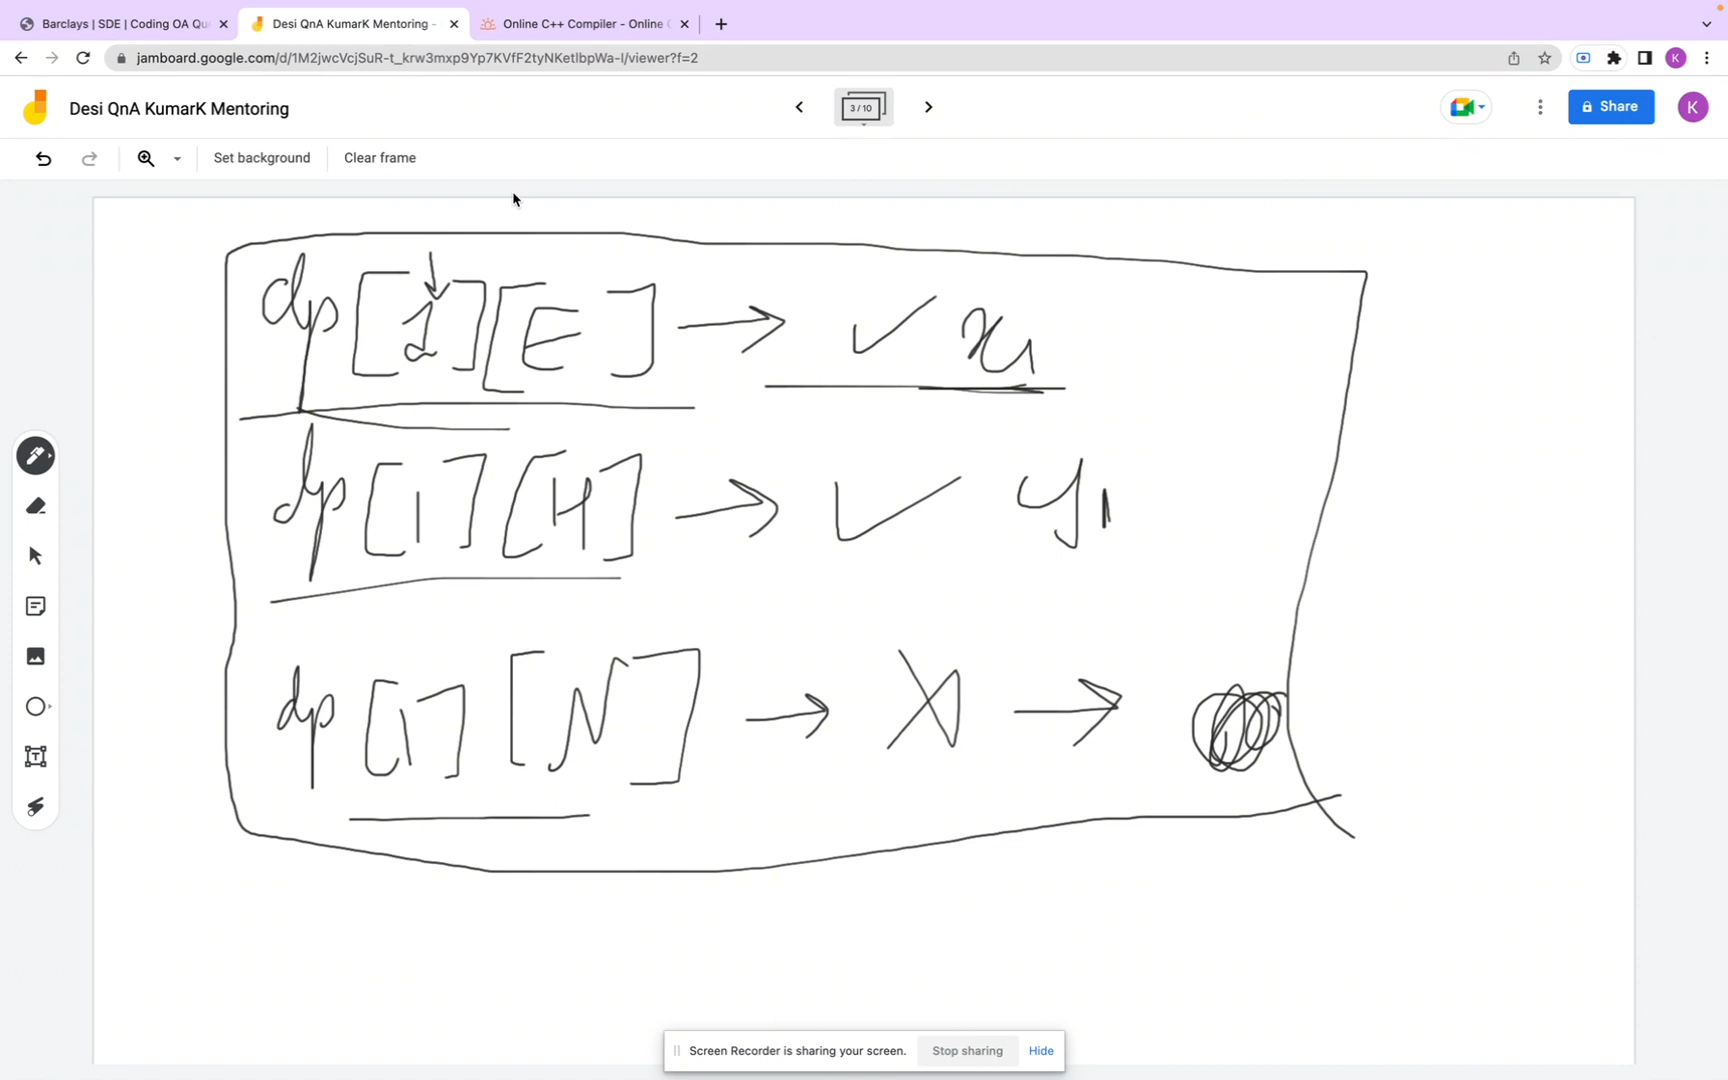 Barclays | SDE | Coding OA Qu
Desi QnA KumarK Mentoring -
Online C++ Compiler - Online
jamboard.google.com/d/1M2jwcVcjSuR-t_krw3mxp9Yp7KVfF2tyNKetlbpWa-I/viewer?f=2
K
Desi QnA KumarK Mentoring
3 / 10
Share
K
Set background
Clear frame
dp[1][E] → ✓ x1
dp[1][H] → ✓ y1
dp[1][N] → X →
Screen Recorder is sharing your screen.
Stop sharing
Hide